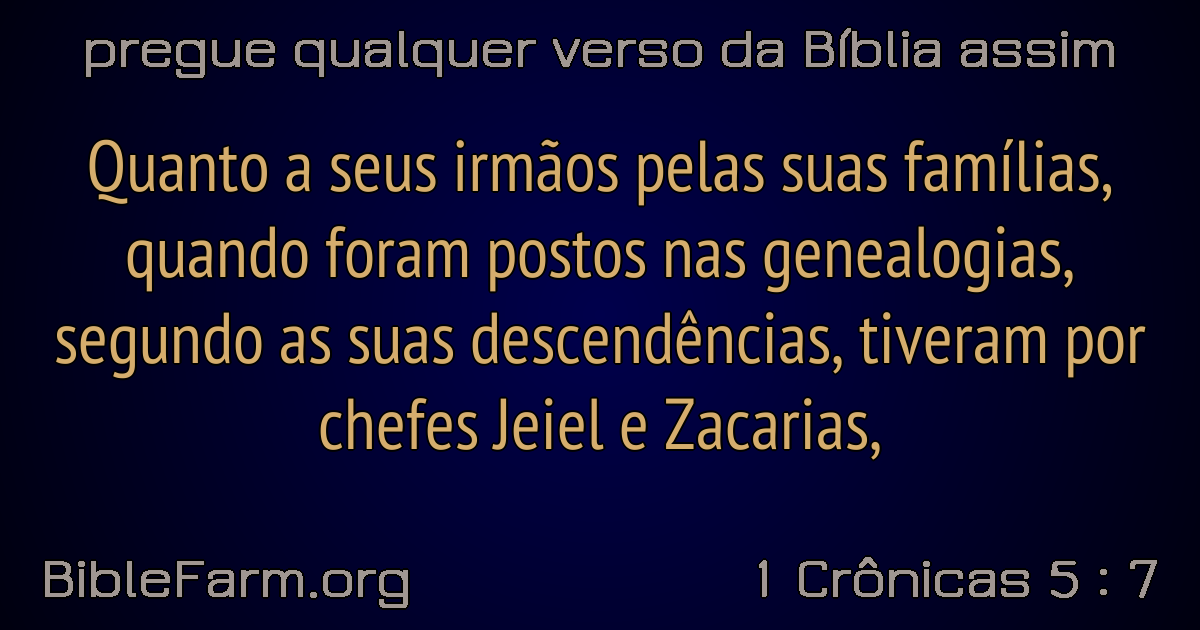 pregue qualquer verso da Bíblia assim
Quanto a seus irmãos pelas suas famílias,
quando foram postos nas genealogias,
segundo as suas descendências, tiveram por
chefes Jeiel e Zacarias,
BibleFarm.org
1 Crônicas 5 : 7